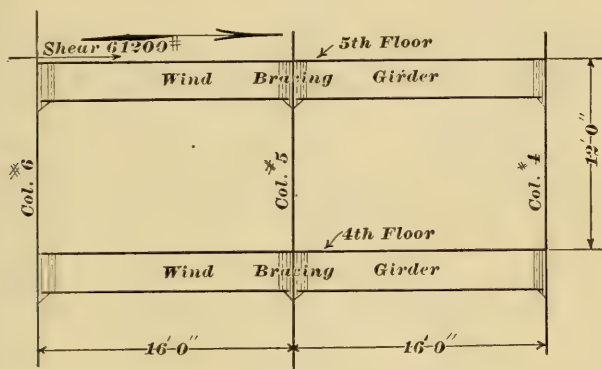 Shear 61200#
5th Floor
Wind Bracing Girder
Col. #6
Col. #5
Col. #4
12'-0"
4th Floor
Wind Bracing Girder
16'-0" 16'-0"